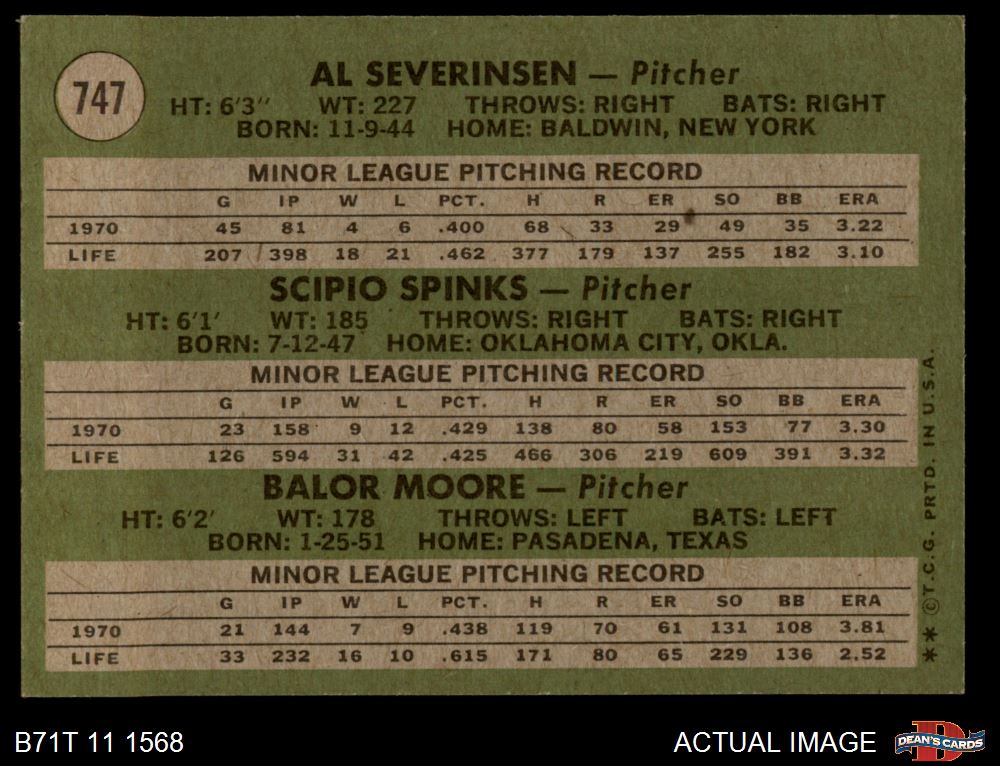 747
AL SEVERINSEN — Pitcher
HT: 6'3" WT: 227 THROWS: RIGHT BATS: RIGHT
BORN: 11-9-44 HOME: BALDWIN, NEW YORK
MINOR LEAGUE PITCHING RECORD
G IP W L PCT. H R ER SO BB ERA
1970 45 81 4 6 .400 68 33 29 49 35 3.22
LIFE 207 398 18 21 .462 377 179 137 255 182 3.10
SCIPIO SPINKS — Pitcher
HT: 6'1' WT: 185 THROWS: RIGHT BATS: RIGHT
BORN: 7-12-47 HOME: OKLAHOMA CITY, OKLA.
MINOR LEAGUE PITCHING RECORD
G IP W L PCT. H R ER SO BB ERA
1970 23 158 9 12 .429 138 80 58 153 77 3.30
LIFE 126 594 31 42 .425 466 306 219 609 391 3.32
BALOR MOORE — Pitcher
HT: 6'2' WT: 178 THROWS: LEFT BATS: LEFT
BORN: 1-25-51 HOME: PASADENA, TEXAS
MINOR LEAGUE PITCHING RECORD
G IP W L PCT. H R ER SO BB ERA
1970 21 144 7 9 .438 119 70 61 131 108 3.81
LIFE 33 232 16 10 .615 171 80 65 229 136 2.52
** ©T.C.G. PRTD. IN U.S.A.
B71T 11 1568
ACTUAL IMAGE
D
DEAN'S CARDS